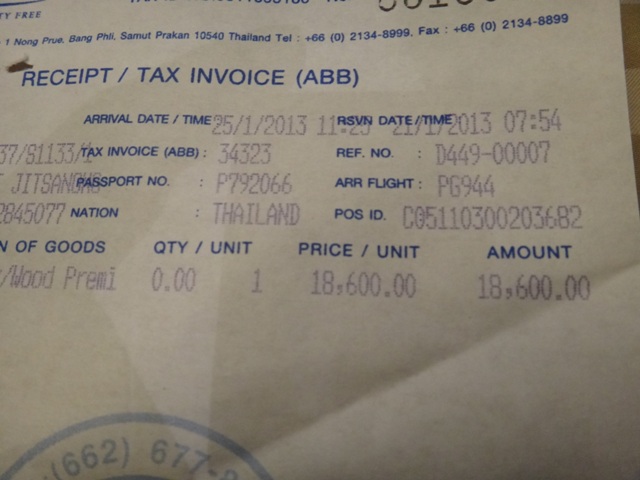 TY FREE
1 Nong Prue, Bang Phli, Samut Prakan 10540 Thailand Tel : +66 (0) 2134-8999, Fax : +66 (0) 2134-8899
RECEIPT / TAX INVOICE (ABB)
ARRIVAL DATE / TIME 25/1/2013 RSVN DATE/TIME 2013 07:54
TAX INVOICE (ABB) : 34323 REF. NO. : D449-00007
PASSPORT NO. : P792066 ARR FLIGHT : PG944
2845077 NATION : THAILAND POS ID. C051103002036B2
N OF GOODS QTY / UNIT PRICE / UNIT AMOUNT
/Wood Premi 0.00 1 18,600.00 18,600.00
(662) 677-